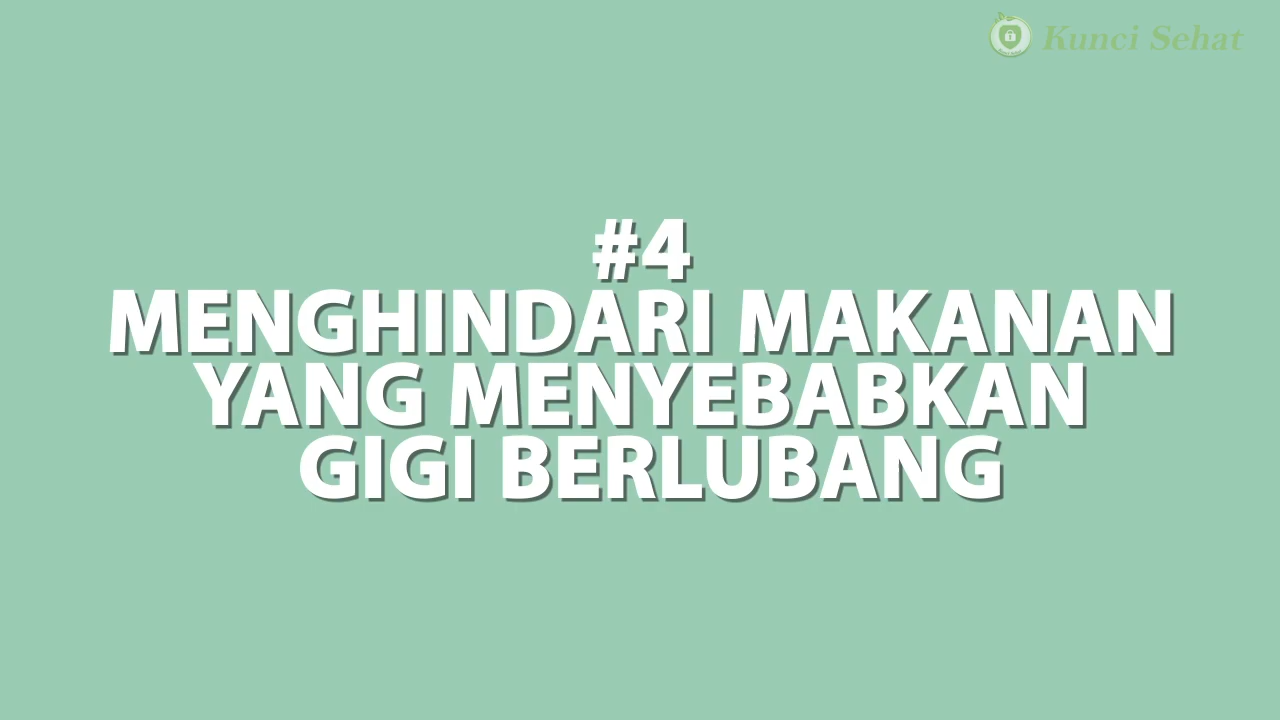 Kunci Sehat
#4
MENGHINDARI MAKANAN
YANG MENYEBABKAN
GIGI BERLUBANG